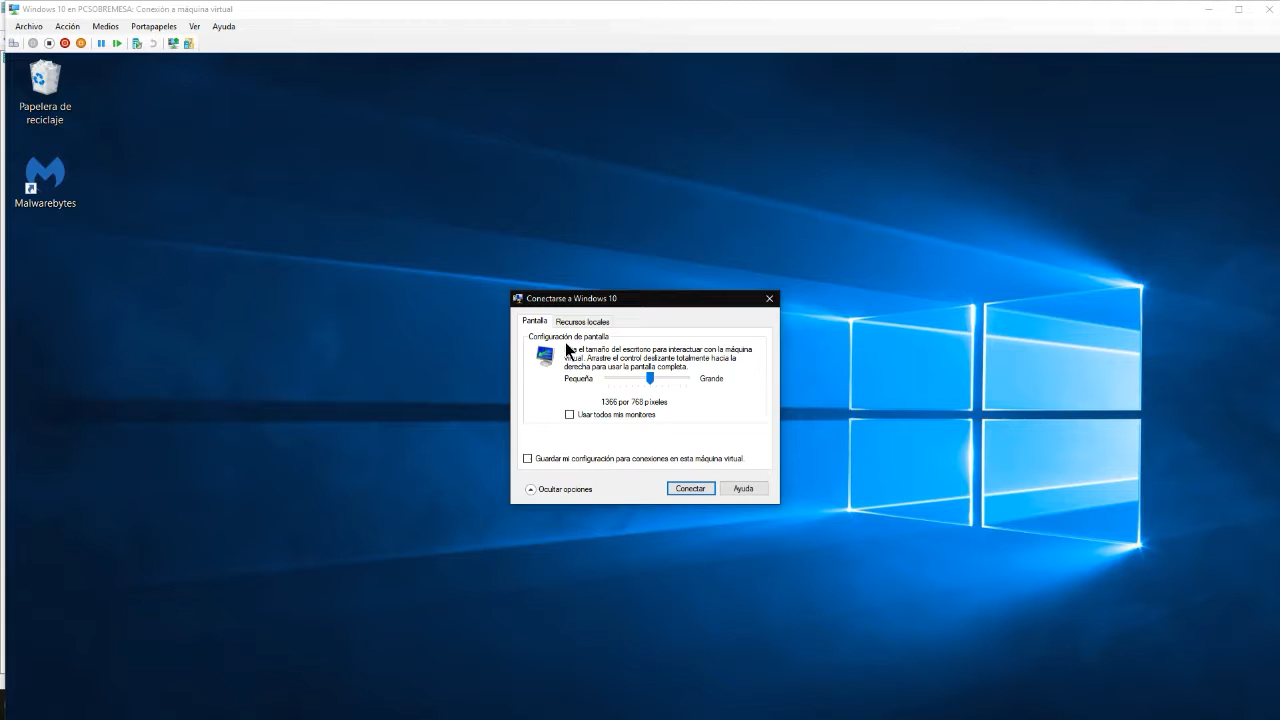 Windows 10 en PCSOBREMESA: Conexión a máquina virtual
Archivo Acción Medios Portapapeles Ver Ayuda
Papelera de
reciclaje
Malwarebytes
Conectarse a Windows 10
Pantalla Recursos locales
Configuración de pantalla
el tamaño del escritorio para interactuar con la máquina
virtual. Arrastre el control deslizante totalmente hacia la
derecha para usar la pantalla completa.
Pequeña Grande
1366 por 768 píxeles
Usar todos mis monitores
Guardar mi configuración para conexiones en esta máquina virtual.
Ocultar opciones Conectar Ayuda